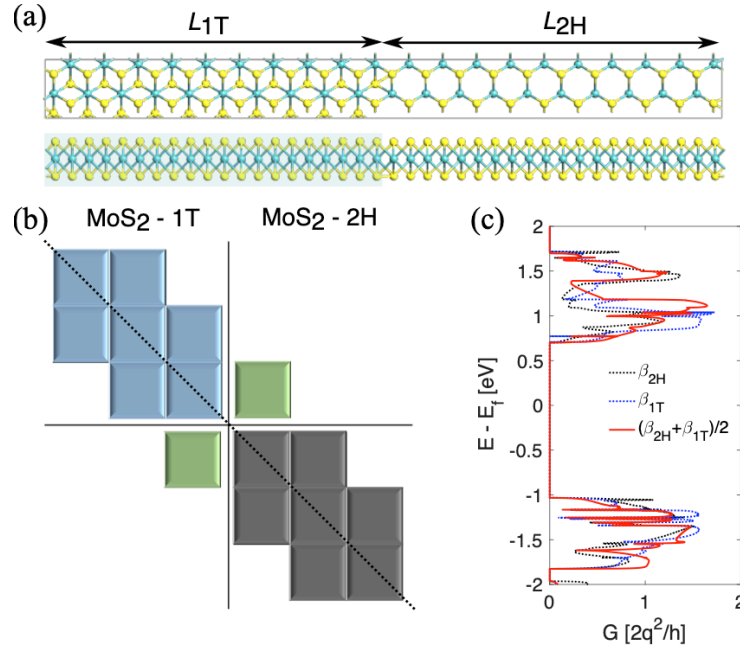 (a)
L1T
L2H
(b)
MoS2 - 1T
MoS2 - 2H
(c)
2
1.5
1
0.5
0
-0.5
-1
-1.5
-2
E - Ef [eV]
β2H
β1T
(β2H+β1T)/2
0
1
2
G [2q²/h]